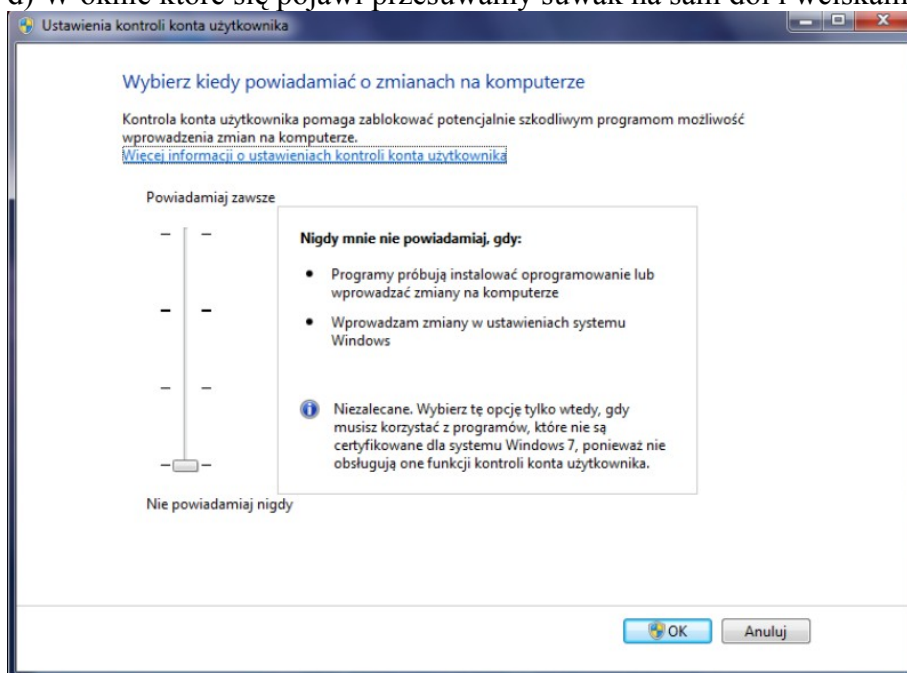 d) W oknie które się pojawi przesuwamy suwak na sam dół i wciskam
Ustawienia kontroli konta użytkownika
Wybierz kiedy powiadamiać o zmianach na komputerze
Kontrola konta użytkownika pomaga zablokować potencjalnie szkodliwym programom możliwość
wprowadzenia zmian na komputerze.
Więcej informacji o ustawieniach kontroli konta użytkownika
Powiadamiaj zawsze
Nigdy mnie nie powiadamiaj, gdy:
• Programy próbują instalować oprogramowanie lub
wprowadzać zmiany na komputerze
• Wprowadzam zmiany w ustawieniach systemu
Windows
Niezalecane. Wybierz tę opcję tylko wtedy, gdy
musisz korzystać z programów, które nie są
certyfikowane dla systemu Windows 7, ponieważ nie
obsługują one funkcji kontroli konta użytkownika.
Nie powiadamiaj nigdy
OK
Anuluj